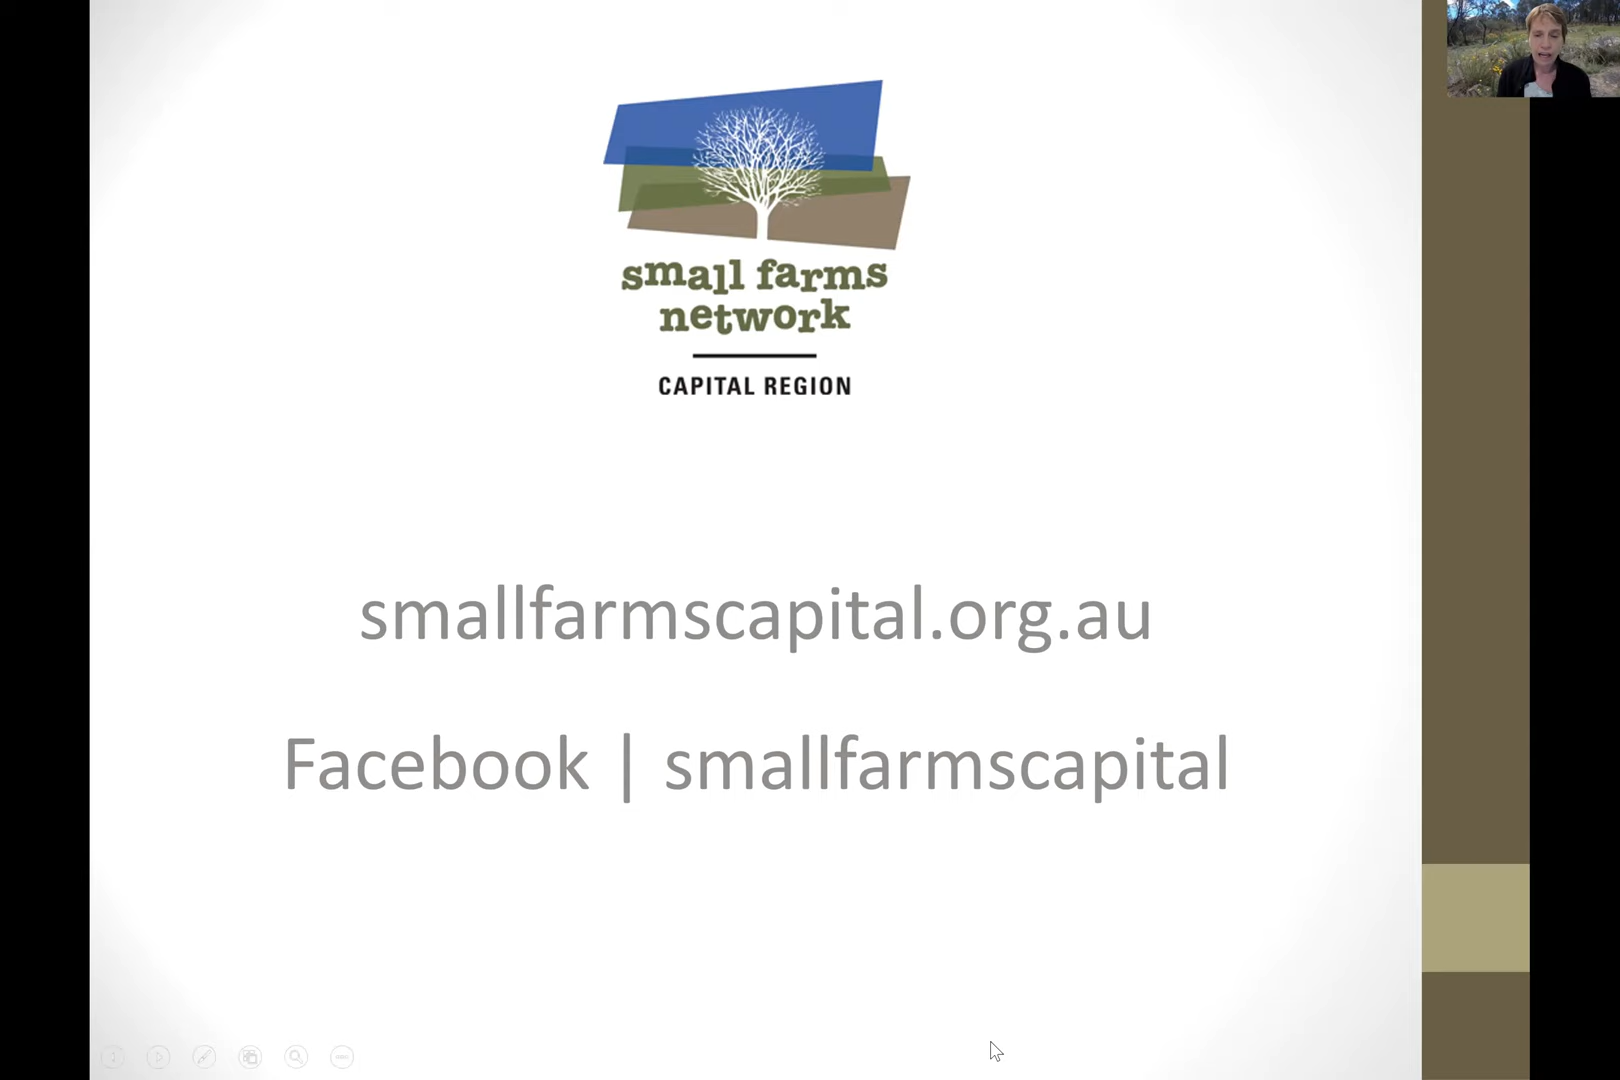 small farms
network
CAPITAL REGION
smallfarmscapital.org.au
Facebook | smallfarmscapital